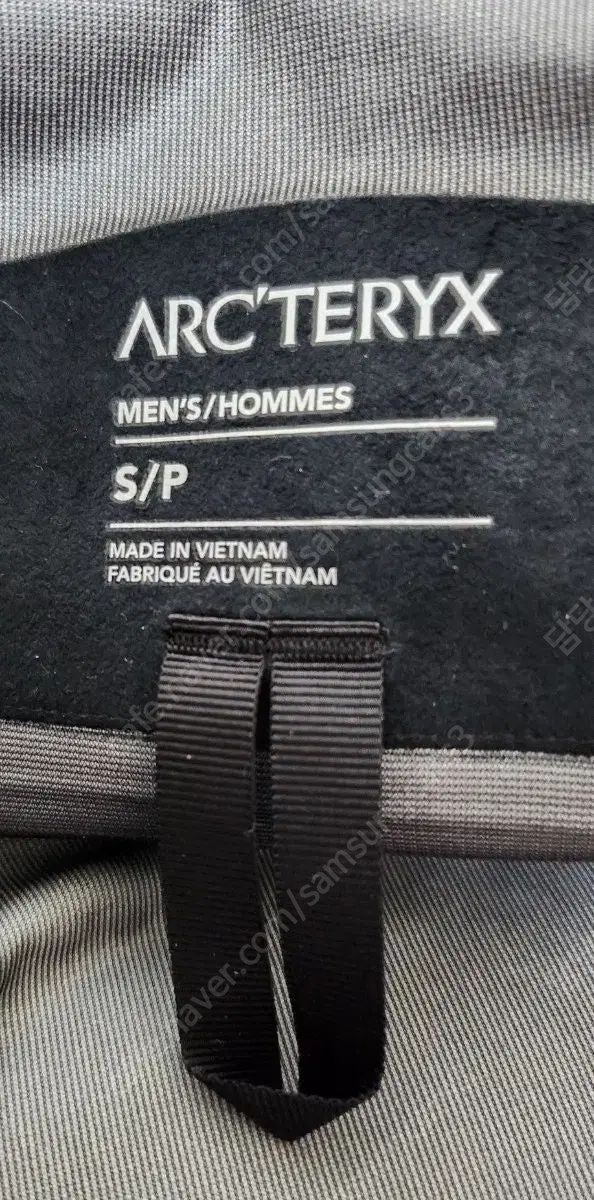 ARC'TERYX
MEN'S/HOMMES
S/P
MADE IN VIETNAM
FABRIQUÉ AU VIÊTNAM